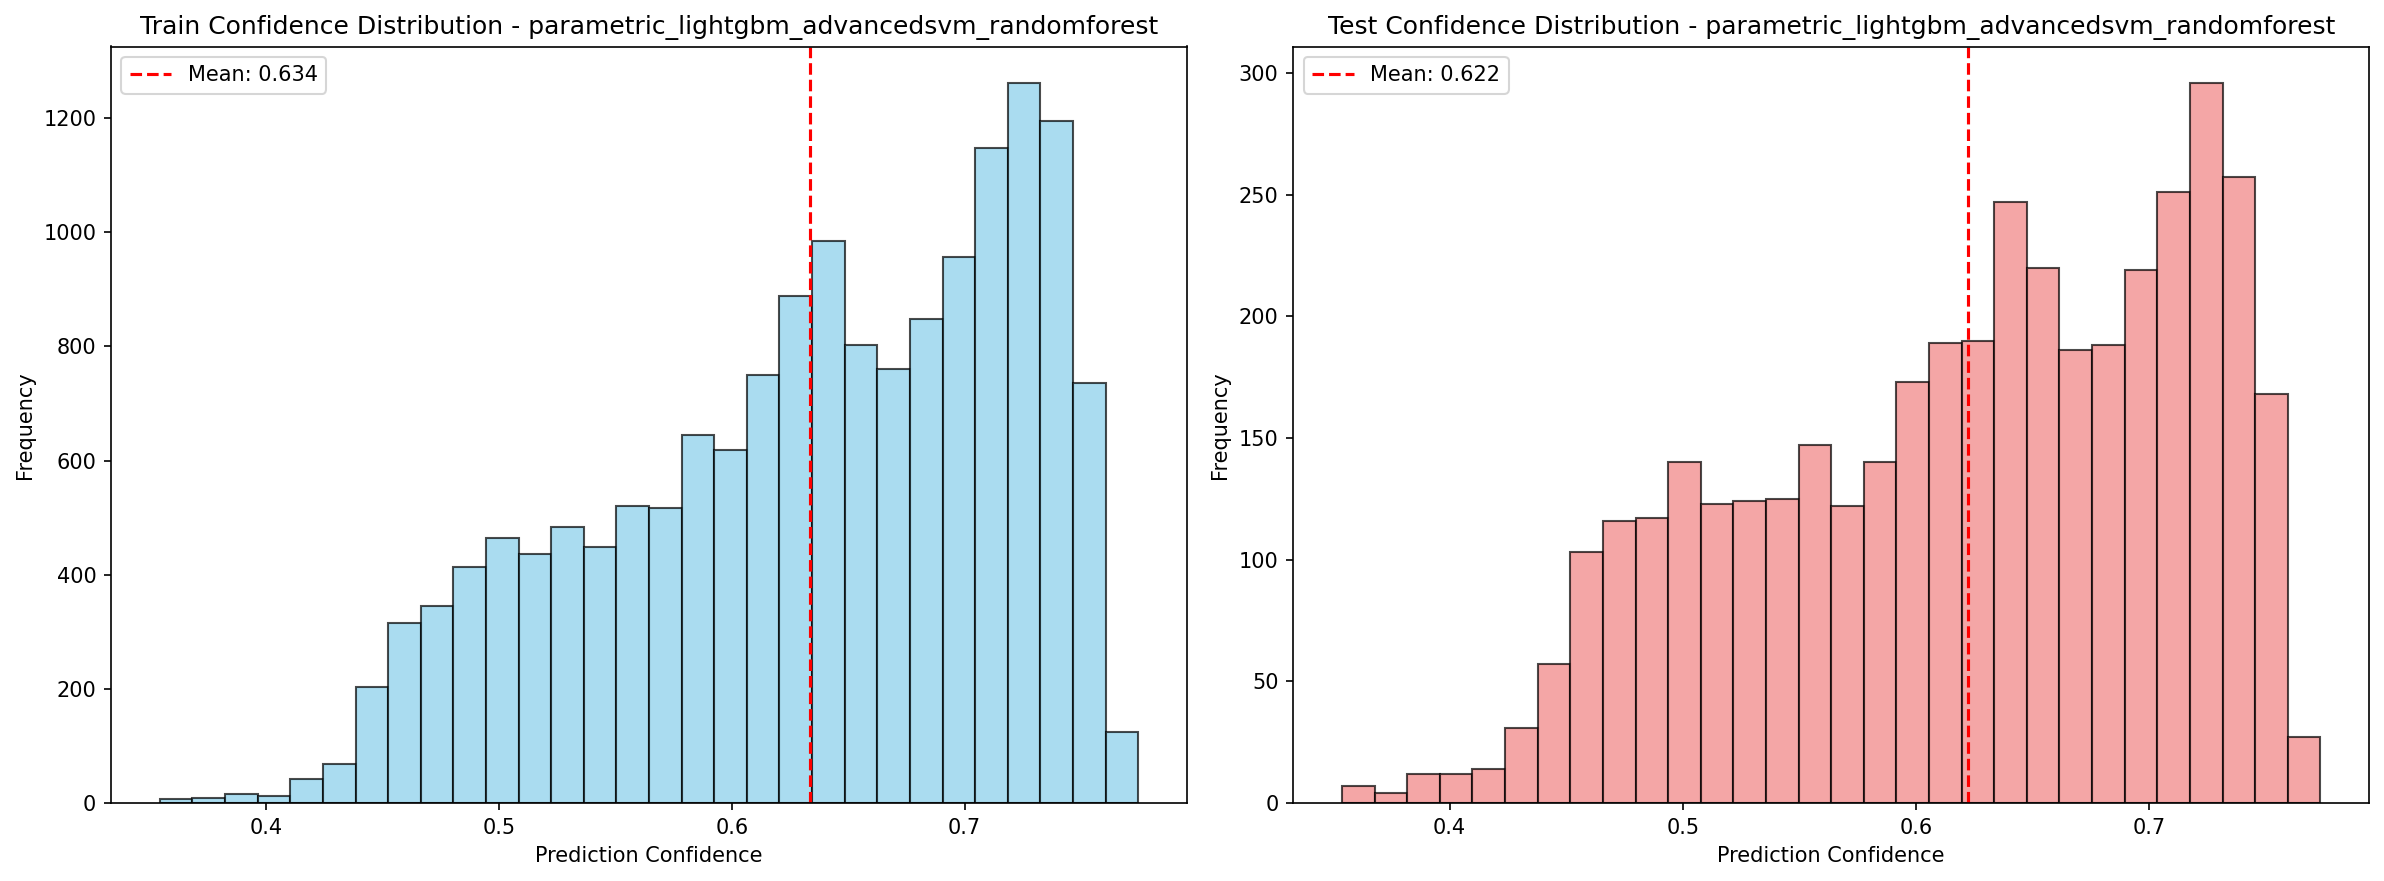 Train Confidence Distribution - parametric_lightgbm_advancedsvm_randomforest
Mean: 0.634
1200
1000
800
600
400
200
0
Frequency
0.4 0.5 0.6 0.7
Prediction Confidence
Test Confidence Distribution - parametric_lightgbm_advancedsvm_randomforest
Mean: 0.622
300
250
200
150
100
50
0
Frequency
0.4 0.5 0.6 0.7
Prediction Confidence